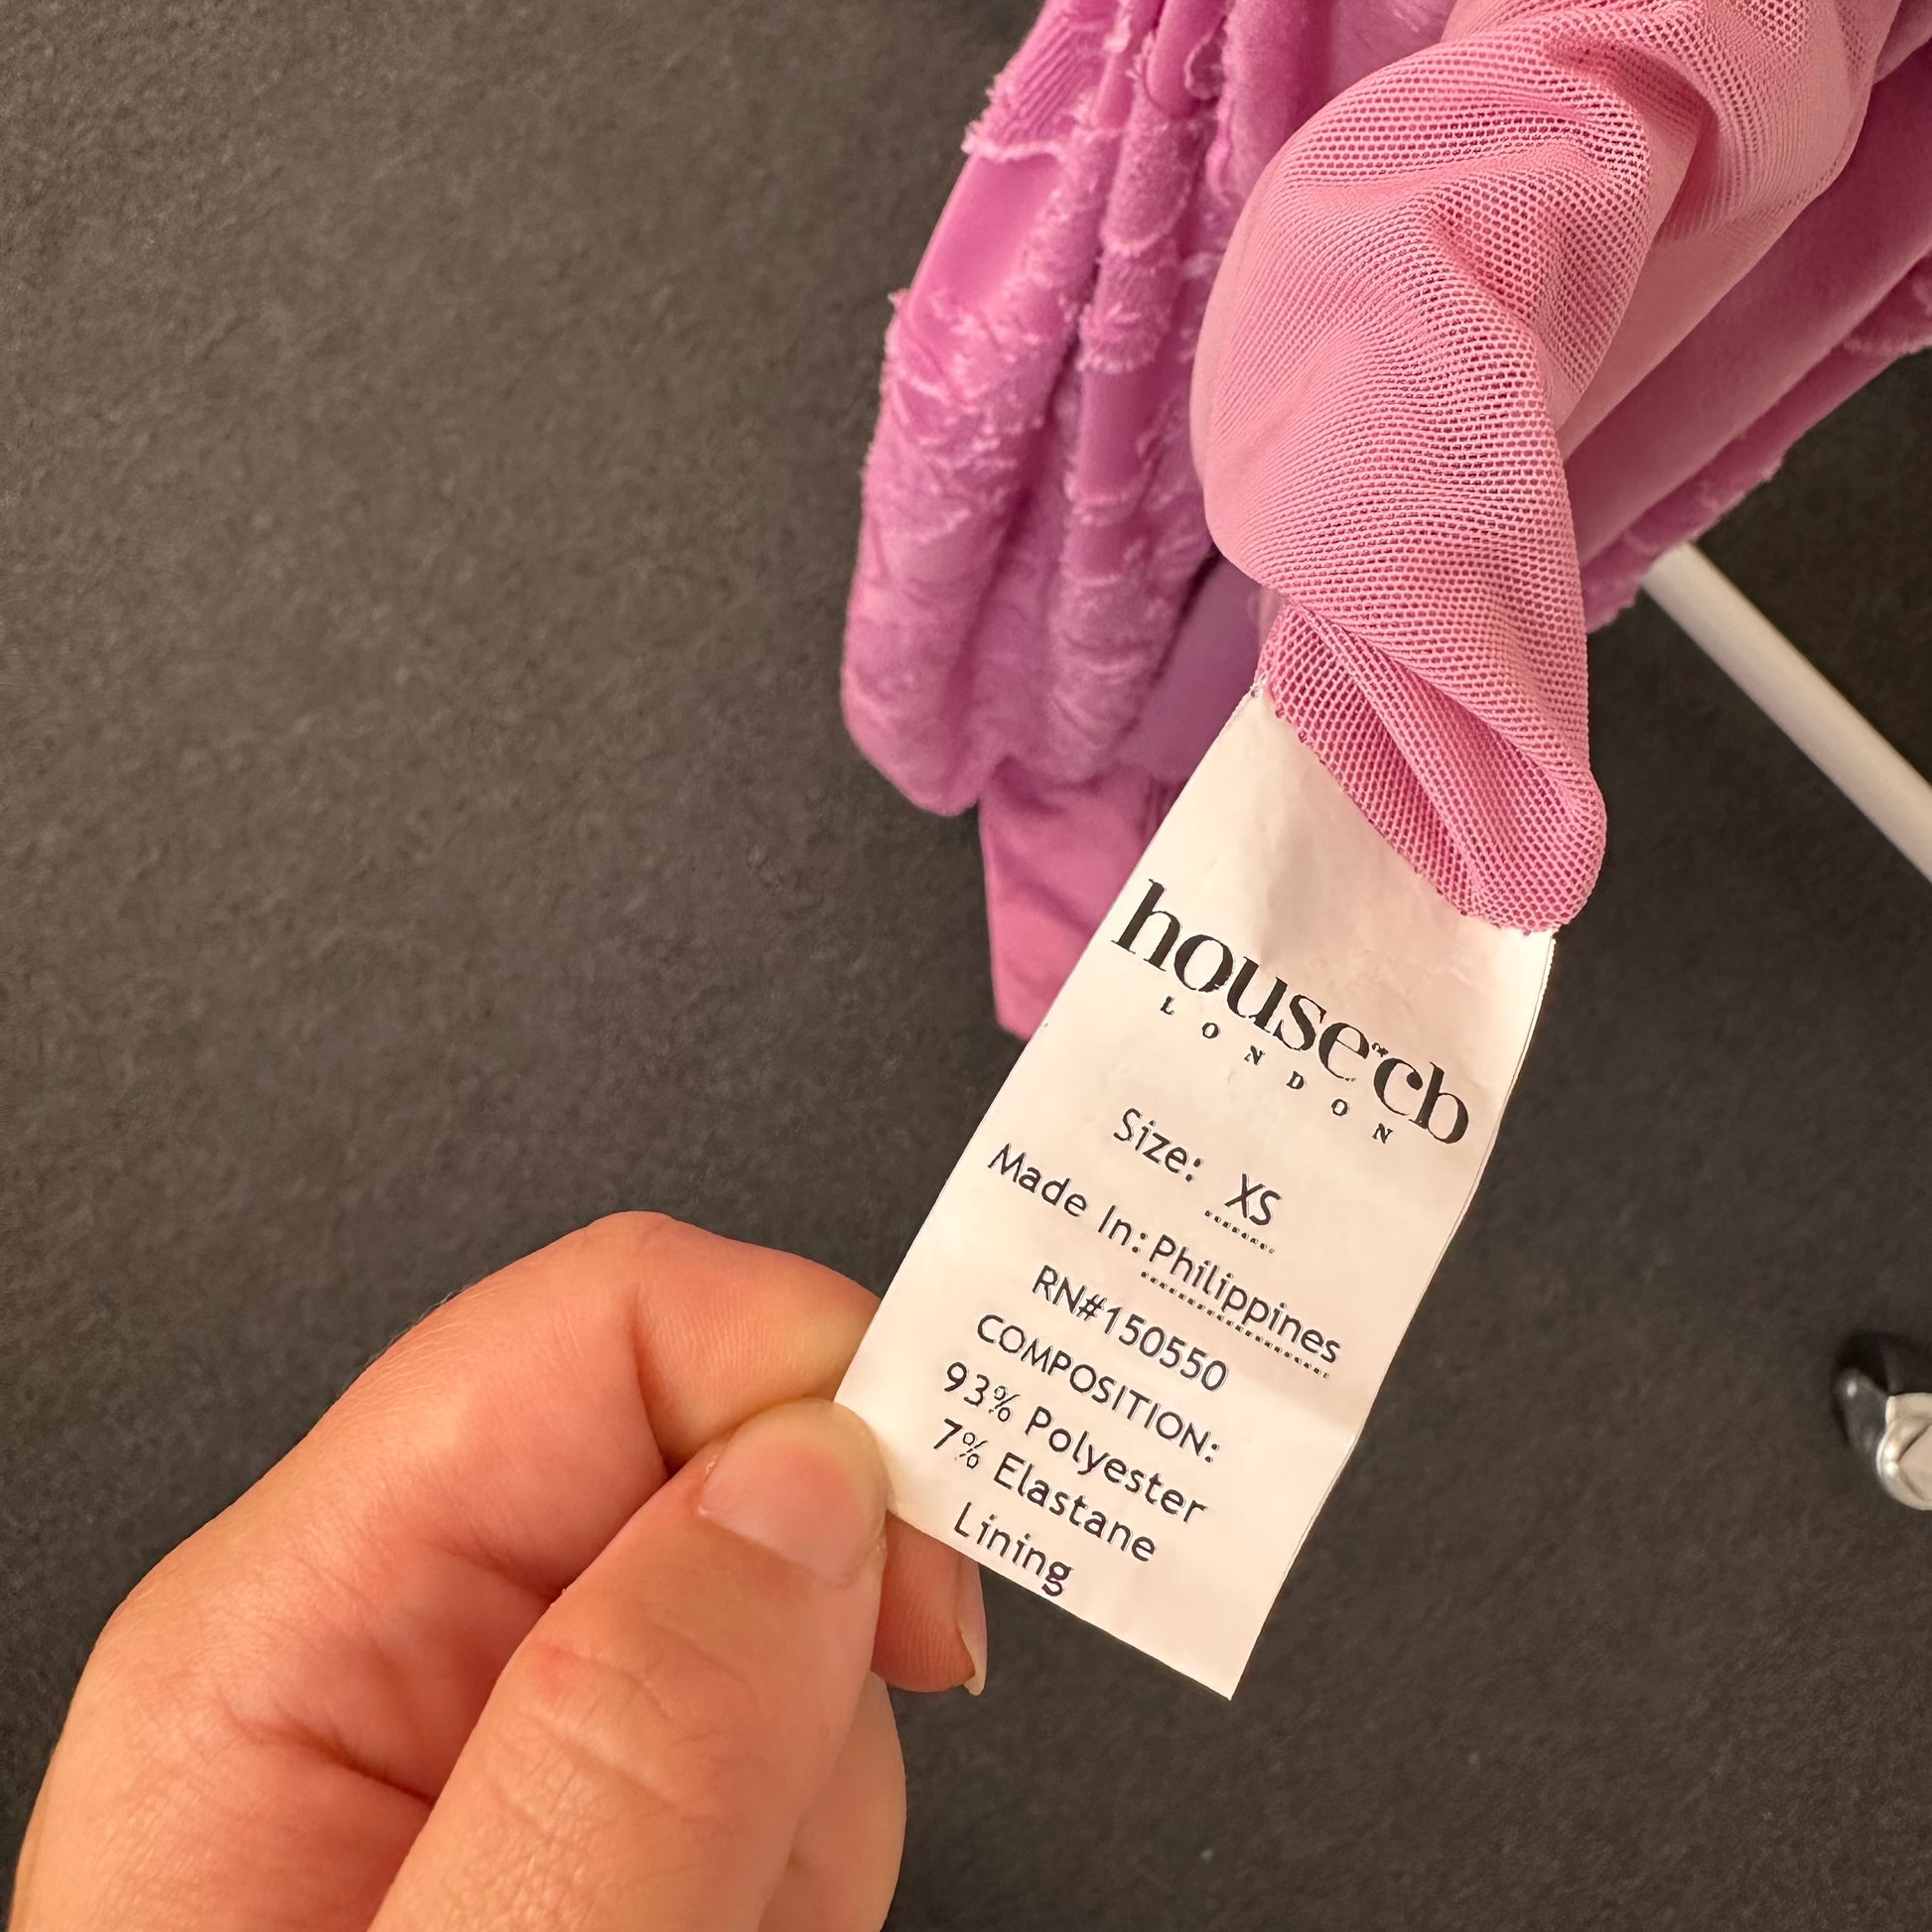 house of cb
LONDON
Size: XS
Made In: Philippines
RN#150550
COMPOSITION:
93% Polyester
7% Elastane
Lining